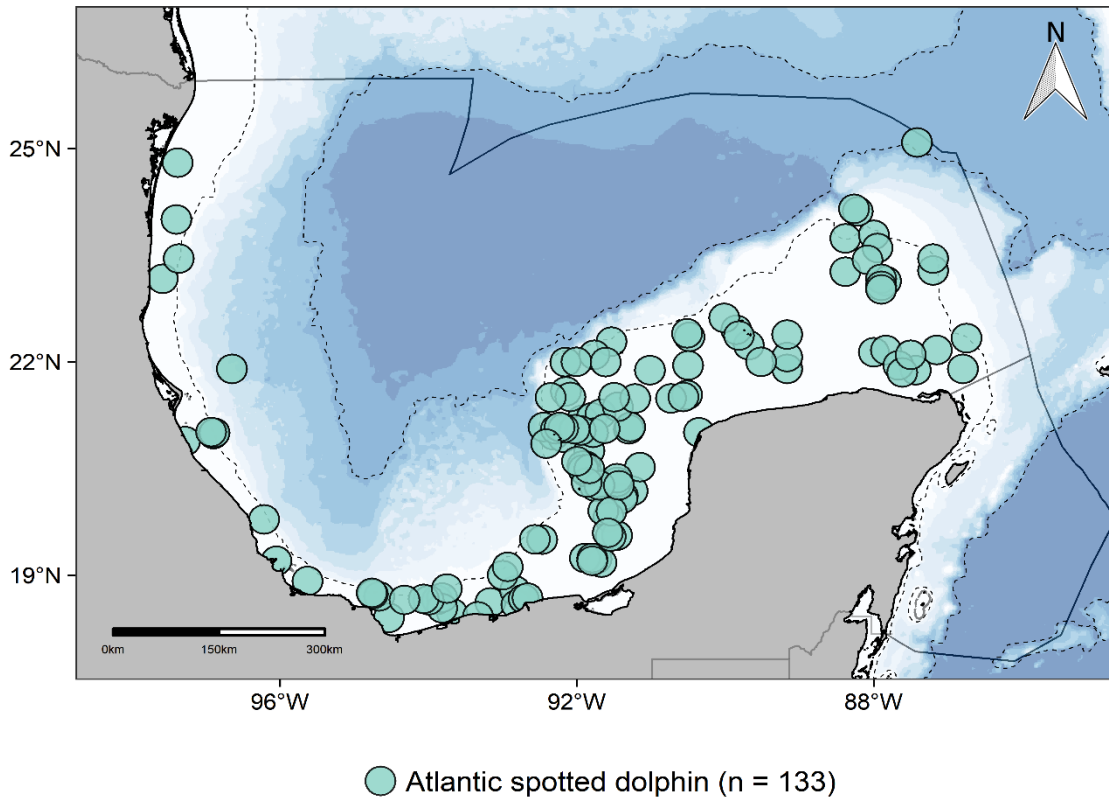 N
25°N
22°N
19°N
0km 150km 300km
96°W 92°W 88°W
Atlantic spotted dolphin (n = 133)